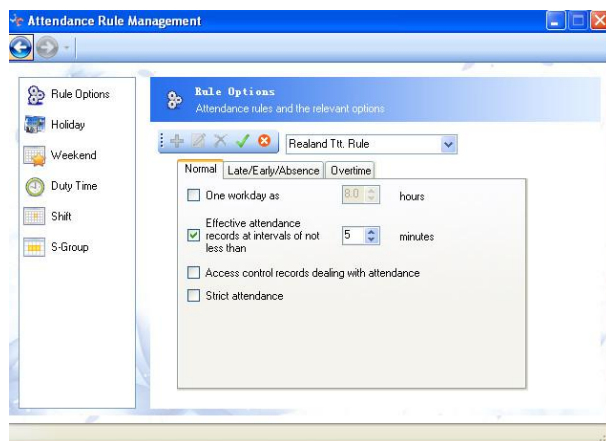 Attendance Rule Management
Rule Options
Holiday
Weekend
Duty Time
Shift
S-Group
Rule Options
Attendance rules and the relevant options
Realand Ttt. Rule
Normal Late/Early/Absence Overtime
One workday as 8.0 hours
Effective attendance
records at intervals of not 5 minutes
less than
Access control records dealing with attendance
Strict attendance